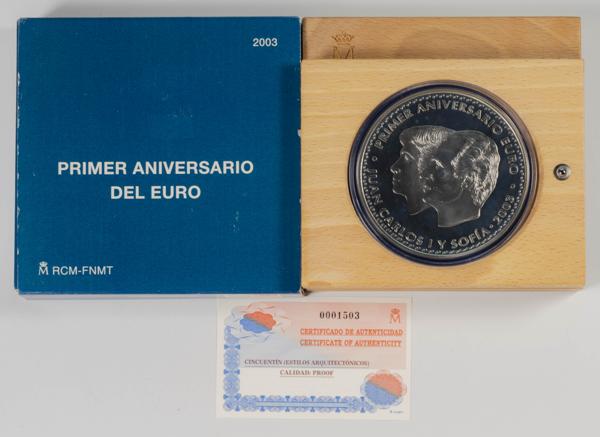 2003
PRIMER ANIVERSARIO
DEL EURO
M RCM-FNMT
M
PRIMER ANIVERSARIO EURO
JUAN CARLOS I Y SOFÍA · 2003 ·
0001503
M
CERTIFICADO DE AUTENTICIDAD
CERTIFICATE OF AUTHENTICITY
CINCUENTÍN (ESTILOS ARQUITECTÓNICOS)
CALIDAD: PROOF